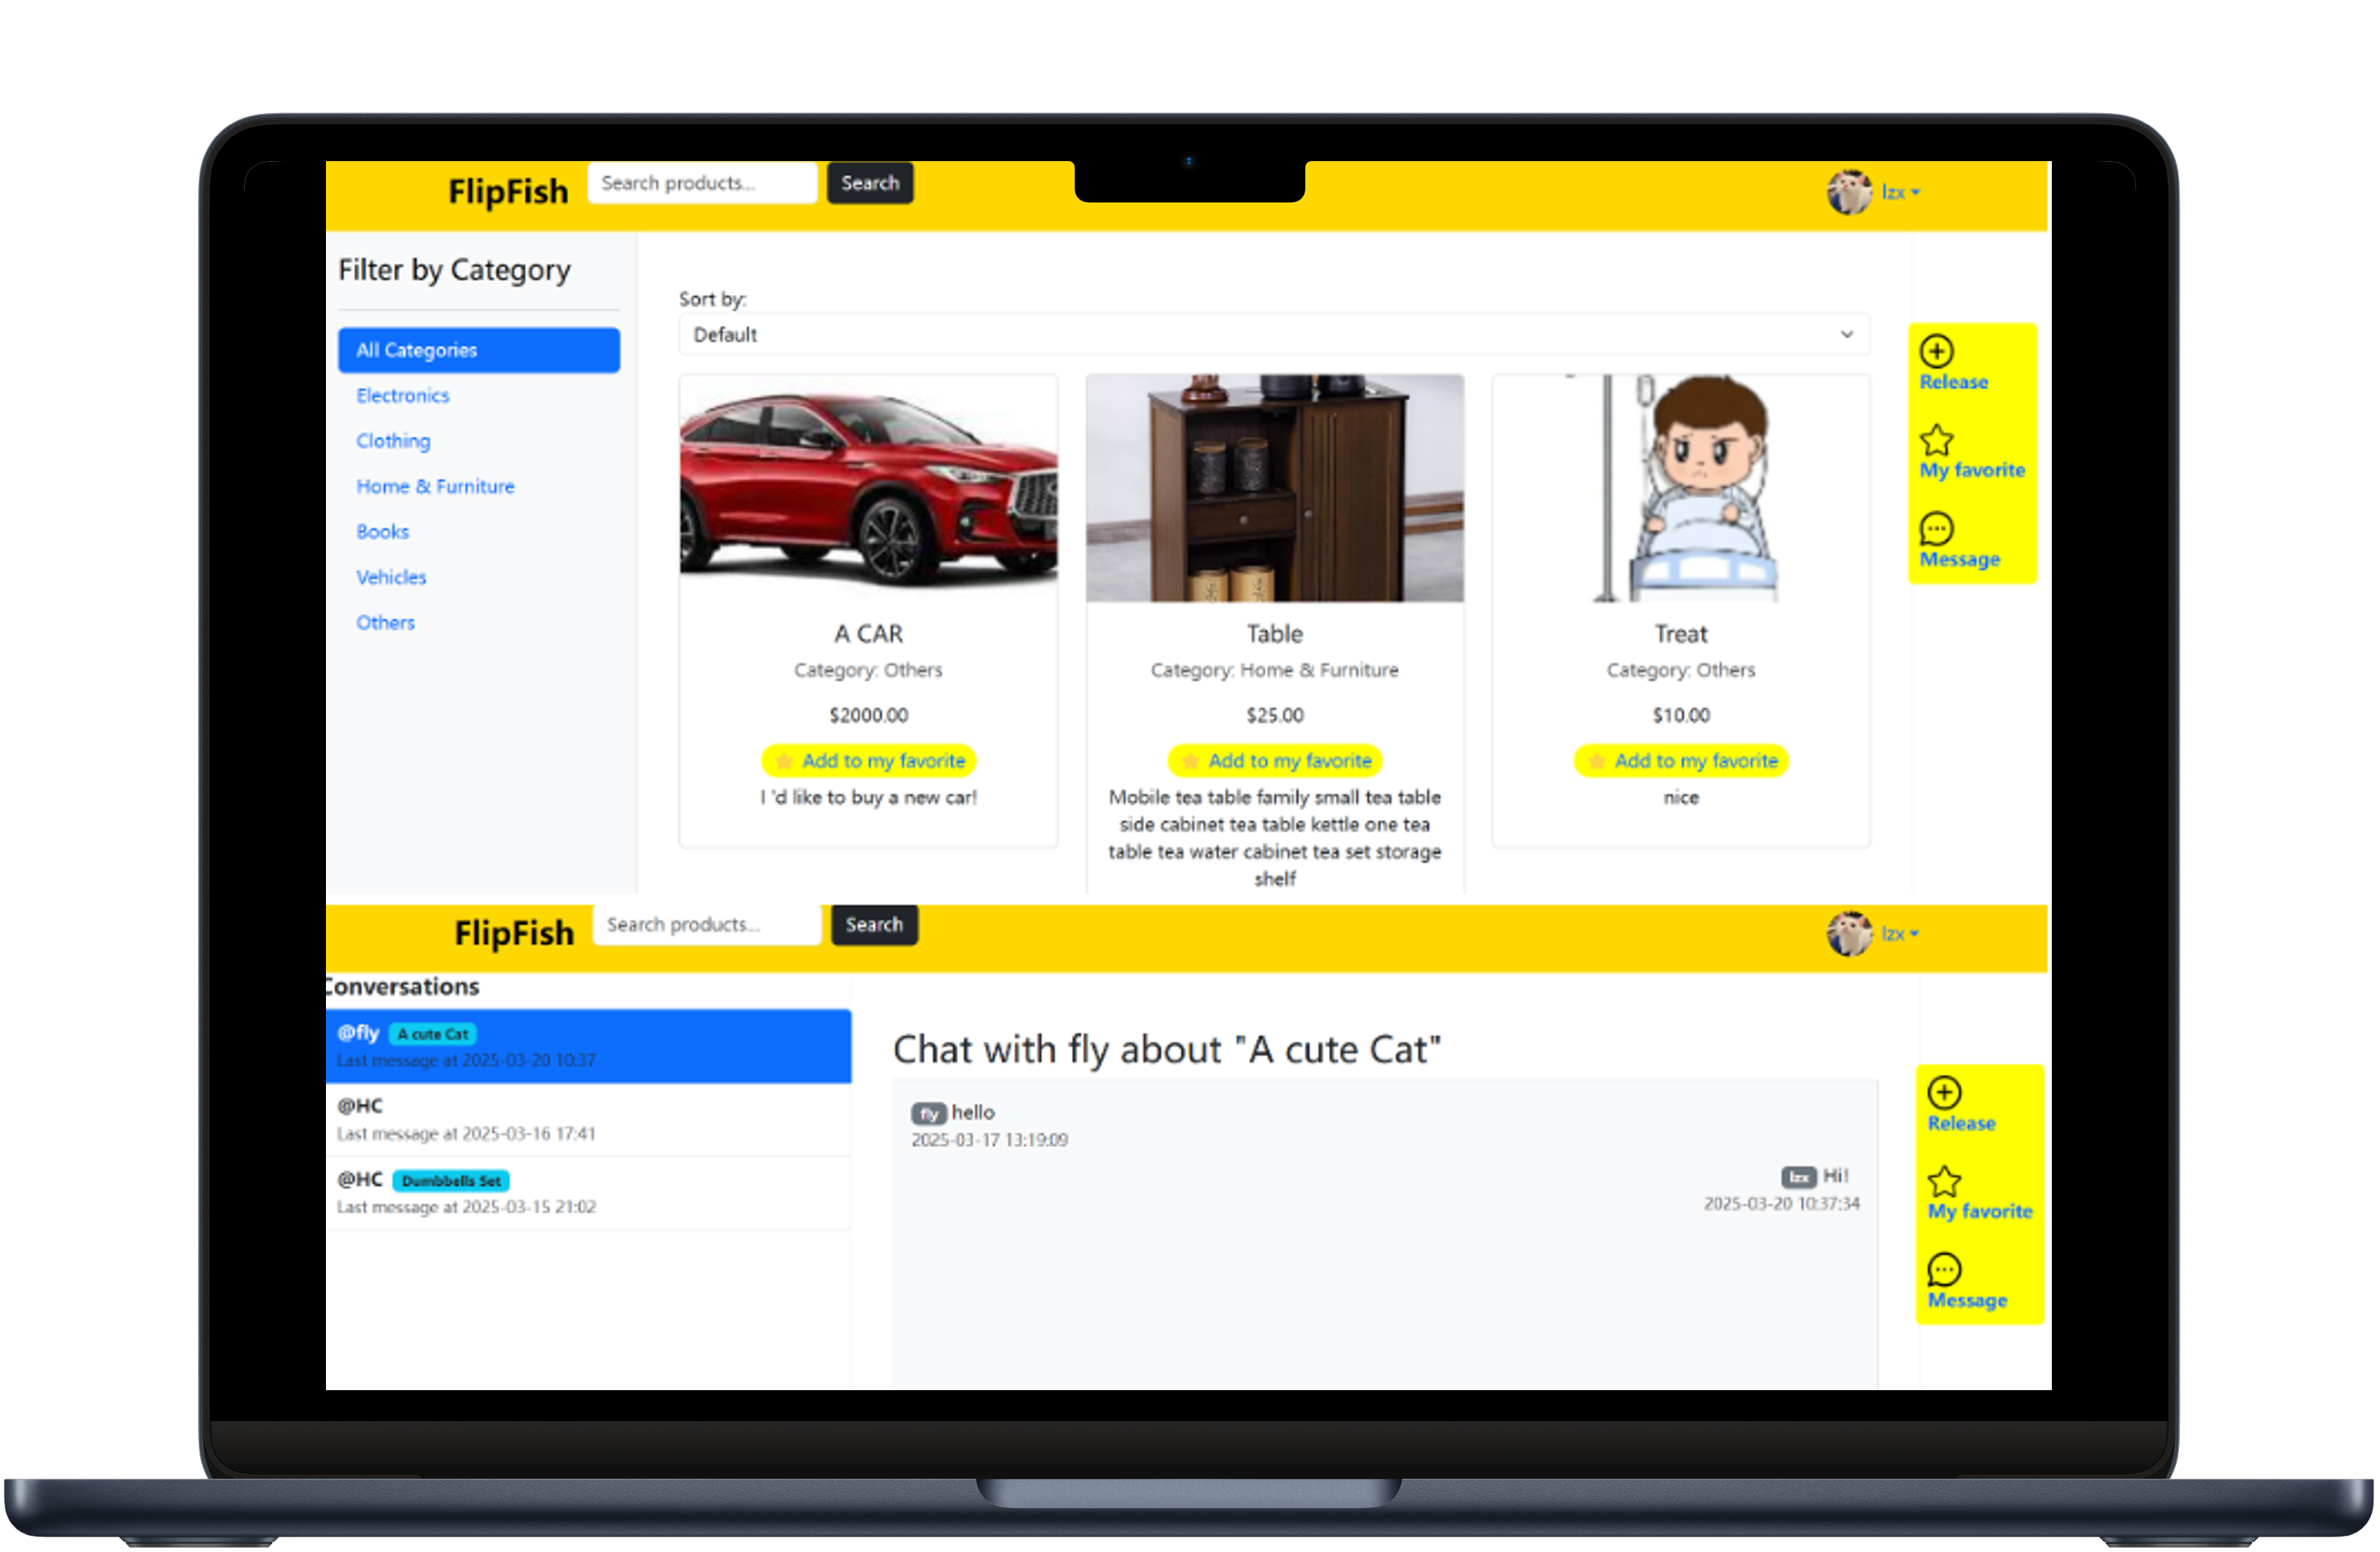 FlipFish
Search products...
Search
lzx
Filter by Category
All Categories
Electronics
Clothing
Home & Furniture
Books
Vehicles
Others
Sort by:
Default
A CAR
Category: Others
$2000.00
Add to my favorite
I 'd like to buy a new car!
Table
Category: Home & Furniture
$25.00
Add to my favorite
Mobile tea table family small tea table
side cabinet tea table kettle one tea
table tea water cabinet tea set storage
shelf
Treat
Category: Others
$10.00
Add to my favorite
nice
Release
My favorite
Message
FlipFish
Search products...
Search
lzx
Conversations
@fly A cute Cat
Last message at 2025-03-20 10:37
@HC
Last message at 2025-03-16 17:41
@HC Dumbbells Set
Last message at 2025-03-15 21:02
Chat with fly about "A cute Cat"
fly hello
2025-03-17 13:19:09
lzx Hi!
2025-03-20 10:37:34
Release
My favorite
Message